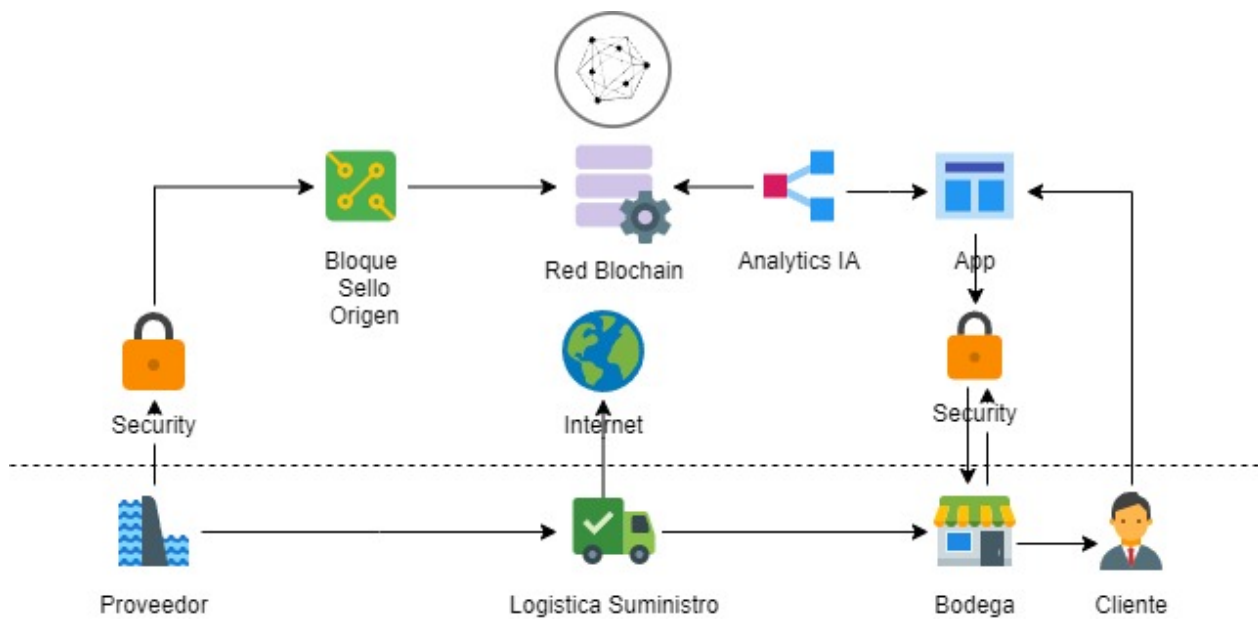 Bloque
Sello
Origen
Red Blochain
Analytics IA
App
Security
Internet
Security
Proveedor
Logistica Suministro
Bodega
Cliente